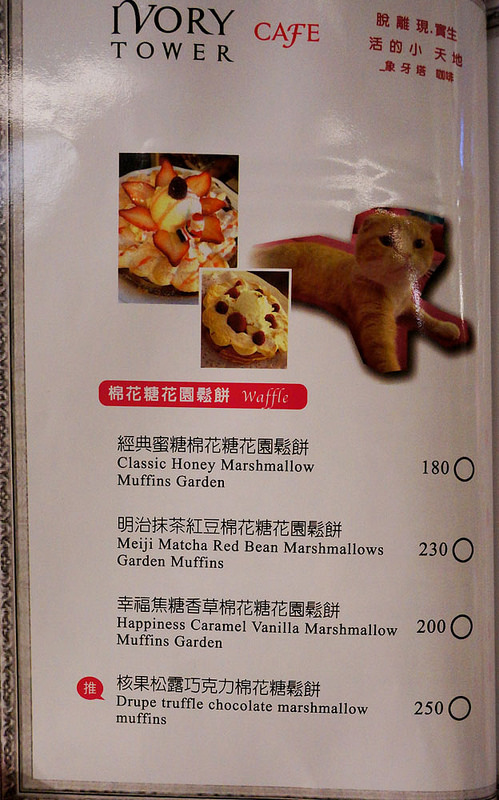 IVORY
TOWER
CAFE
脫離現.實生
活的小天地
_象牙塔 咖啡
棉花糖花園鬆餅 Waffle
經典蜜糖棉花糖花園鬆餅
Classic Honey Marshmallow
Muffins Garden
180
明治抹茶紅豆棉花糖花園鬆餅
Meiji Matcha Red Bean Marshmallows
Garden Muffins
230
幸福焦糖香草棉花糖花園鬆餅
Happiness Caramel Vanilla Marshmallow
Muffins Garden
200
推
核果松露巧克力棉花糖鬆餅
Drupe truffle chocolate marshmallow
muffins
250